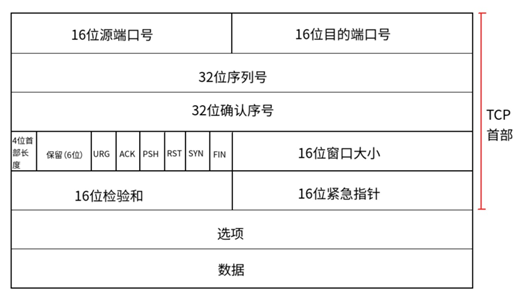 16位源端口号
16位目的端口号
32位序列号
32位确认序号
4位首
部长
度
保留(6位)
URG
ACK
PSH
RST
SYN
FIN
16位窗口大小
16位检验和
16位紧急指针
选项
数据
TCP
首部